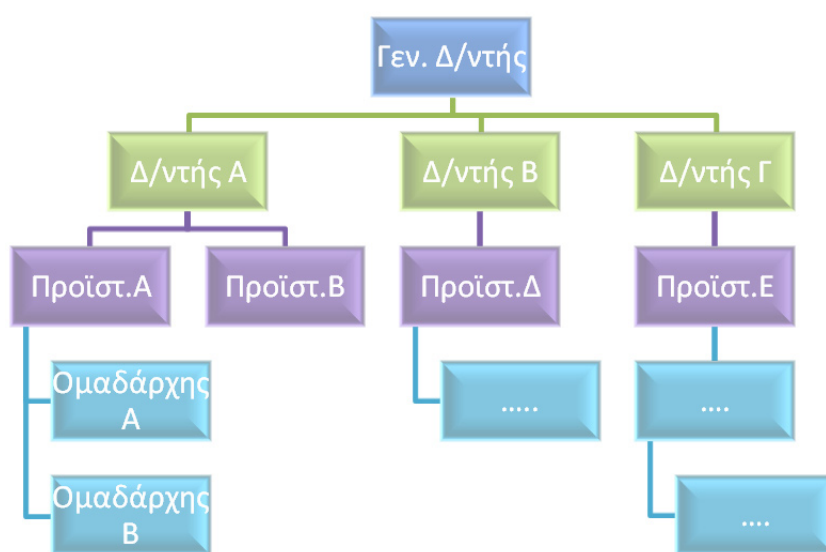 Γεν. Δ/ντής
Δ/ντής Α
Δ/ντής Β
Δ/ντής Γ
Προϊστ.Α
Προϊστ.Β
Προϊστ.Δ
Προϊστ.Ε
Ομαδάρχης
Α
.....
....
Ομαδάρχης
Β
....